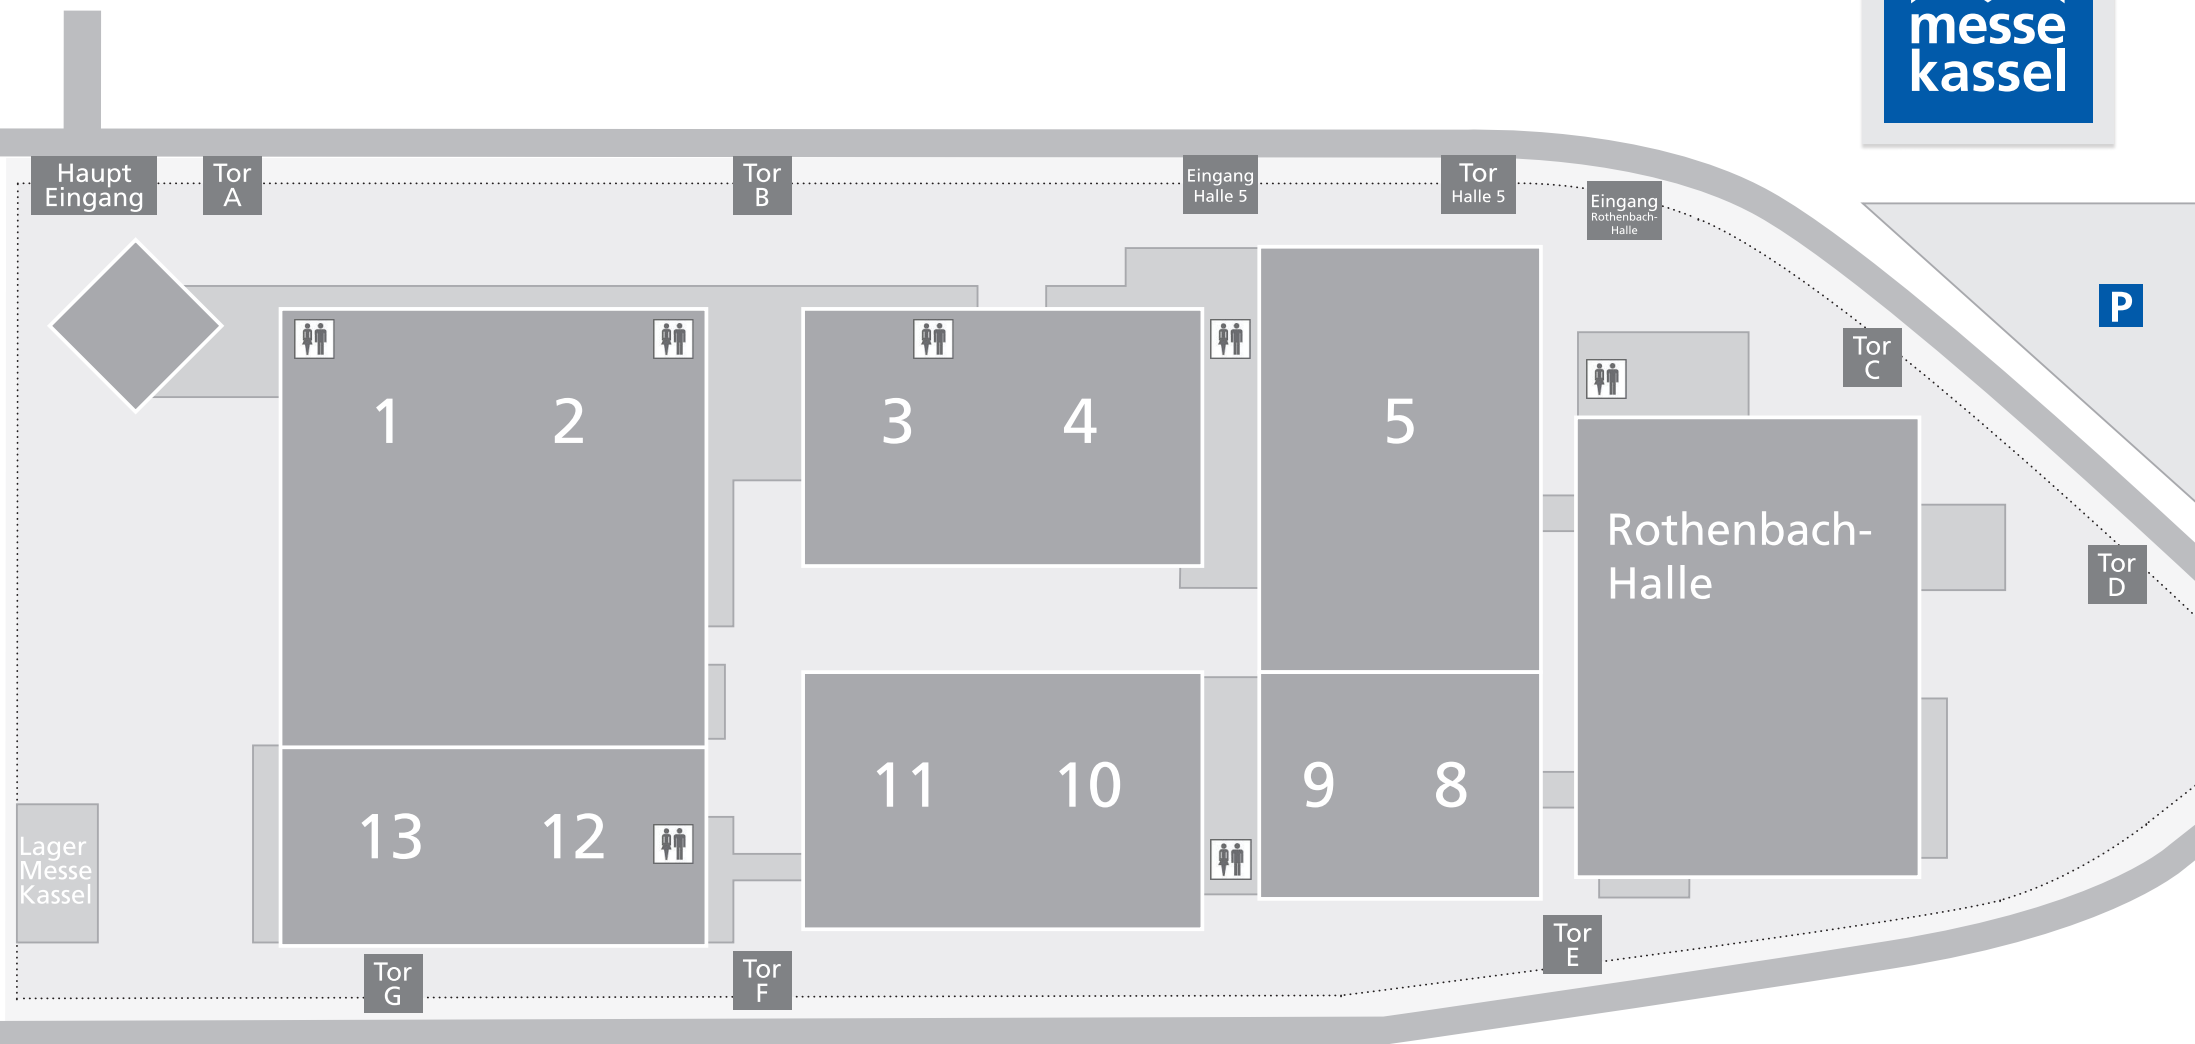 messe
kassel
Haupt
Eingang
Tor
A
Tor
B
Eingang
Halle 5
Tor
Halle 5
Eingang
Rothenbach-
Halle
P
Tor
C
1
2
3
4
5
Rothenbach-
Halle
Tor
D
11
10
9
8
13
12
Lager
Messe
Kassel
Tor
E
Tor
G
Tor
F